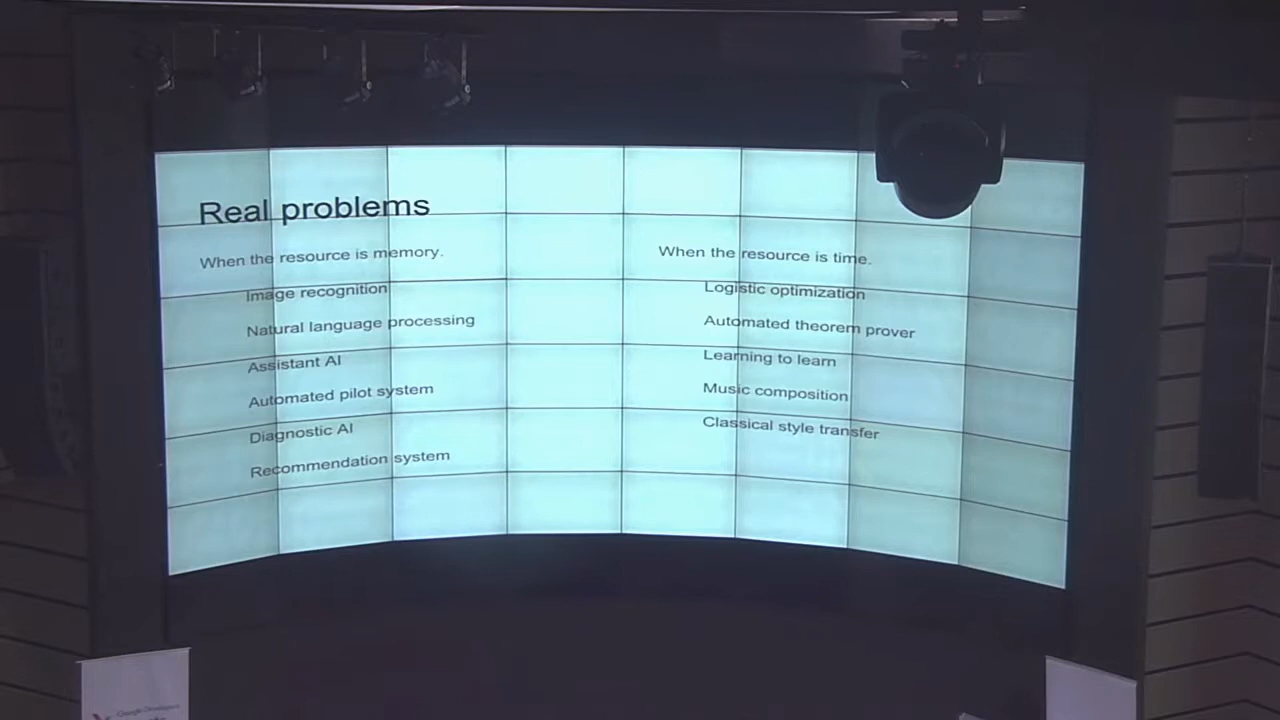 Real problems
When the resource is memory.
Image recognition
Natural language processing
Assistant AI
Automated pilot system
Diagnostic AI
Recommendation system
When the resource is time.
Logistic optimization
Automated theorem prover
Learning to learn
Music composition
Classical style transfer
Google Developers